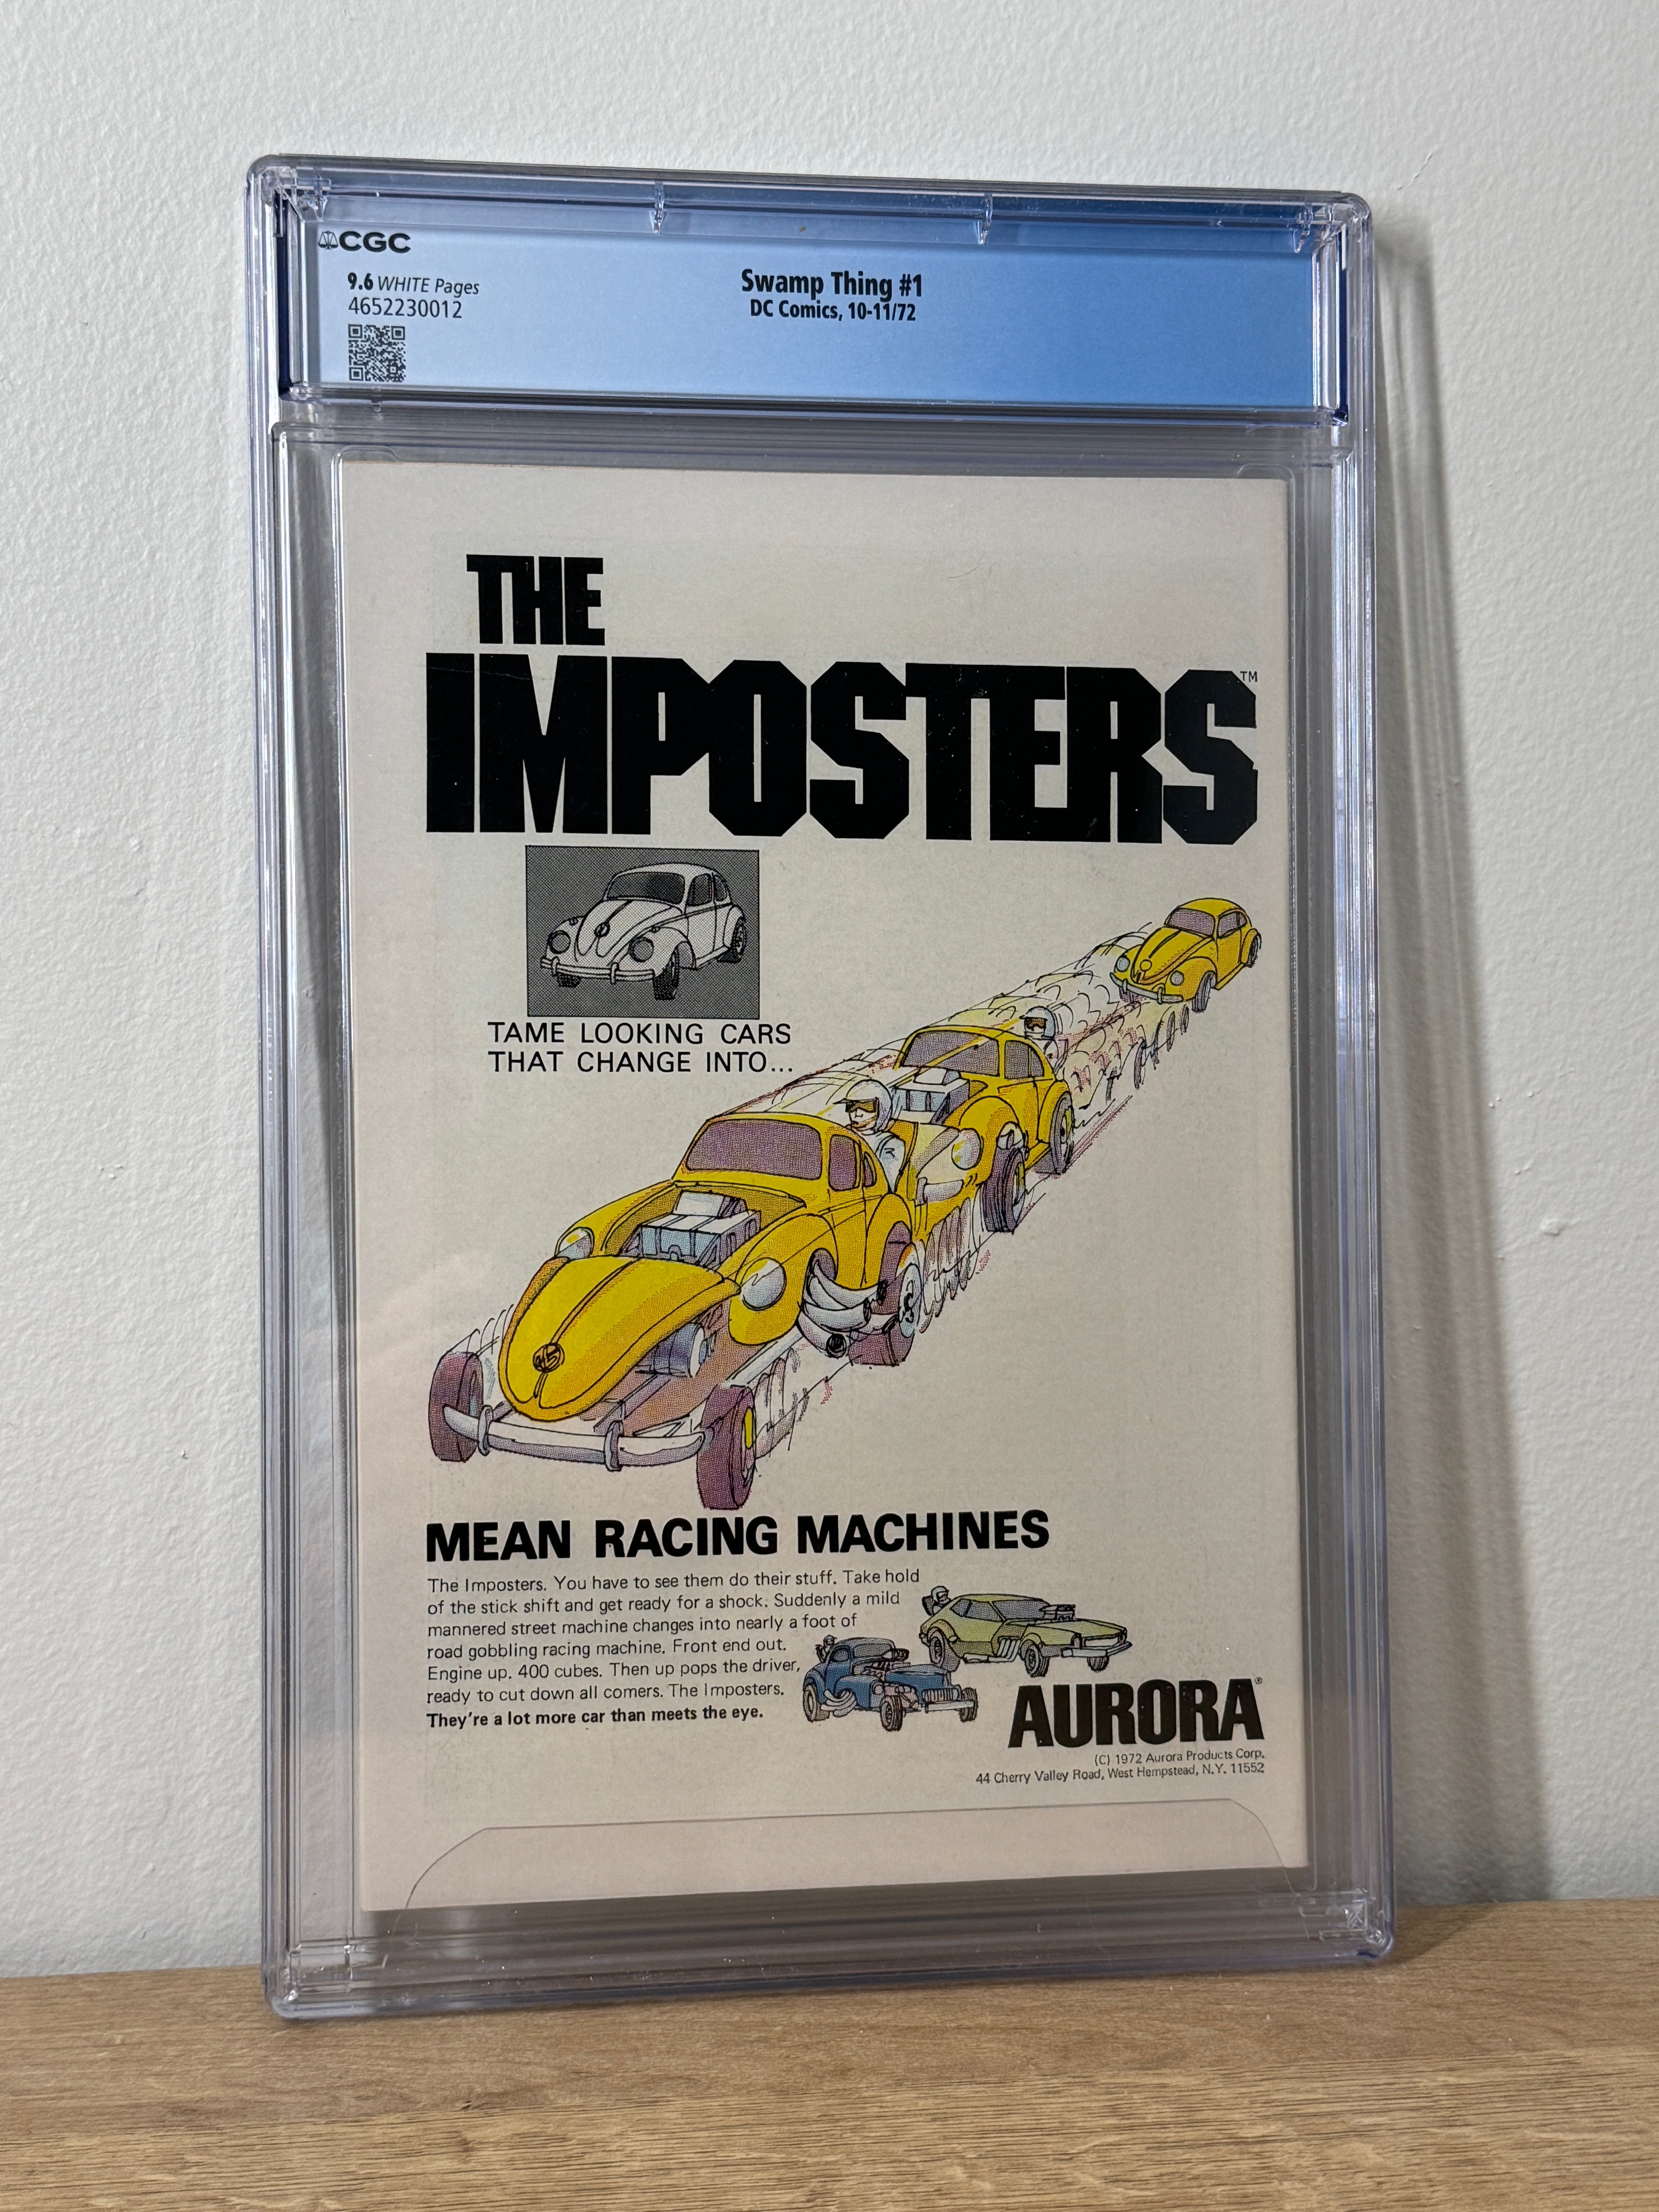 CGC
9.6 WHITE Pages
4652230012
Swamp Thing #1
DC Comics, 10-11/72
THE
IMPOSTERS™
TAME LOOKING CARS
THAT CHANGE INTO...
MEAN RACING MACHINES
The Imposters. You have to see them do their stuff. Take hold
of the stick shift and get ready for a shock. Suddenly a mild
mannered street machine changes into nearly a foot of
road gobbling racing machine. Front end out.
Engine up. 400 cubes. Then up pops the driver,
ready to cut down all comers. The Imposters.
They're a lot more car than meets the eye.
AURORA®
(C) 1972 Aurora Products Corp.
44 Cherry Valley Road, West Hempstead, N.Y. 11552